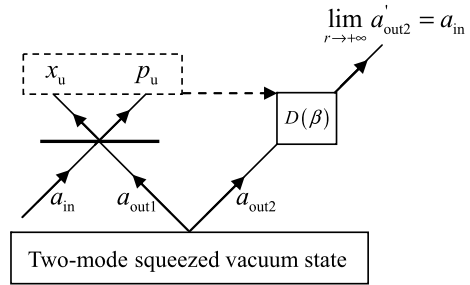 lim a'out2 = ain
r→+∞
xu pu
D(β)
ain aout1 aout2
Two-mode squeezed vacuum state